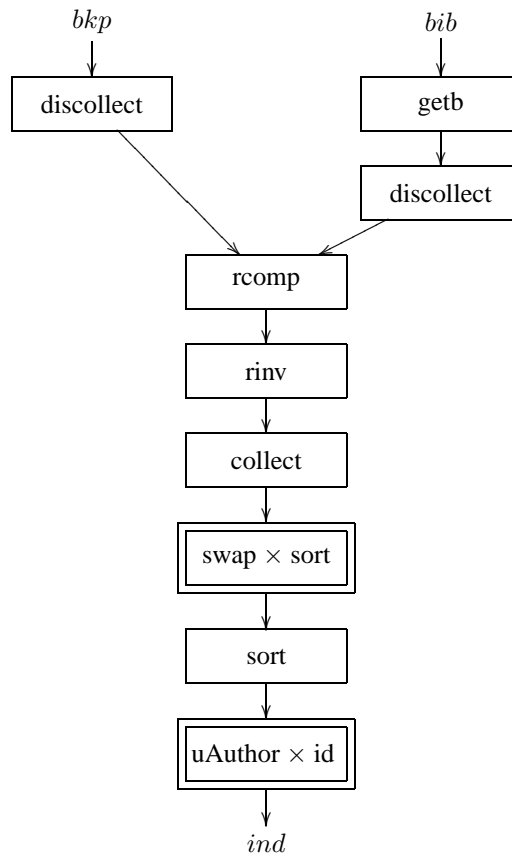 bkp
bib
discollect
getb
discollect
rcomp
rinv
collect
swap × sort
sort
uAuthor × id
ind